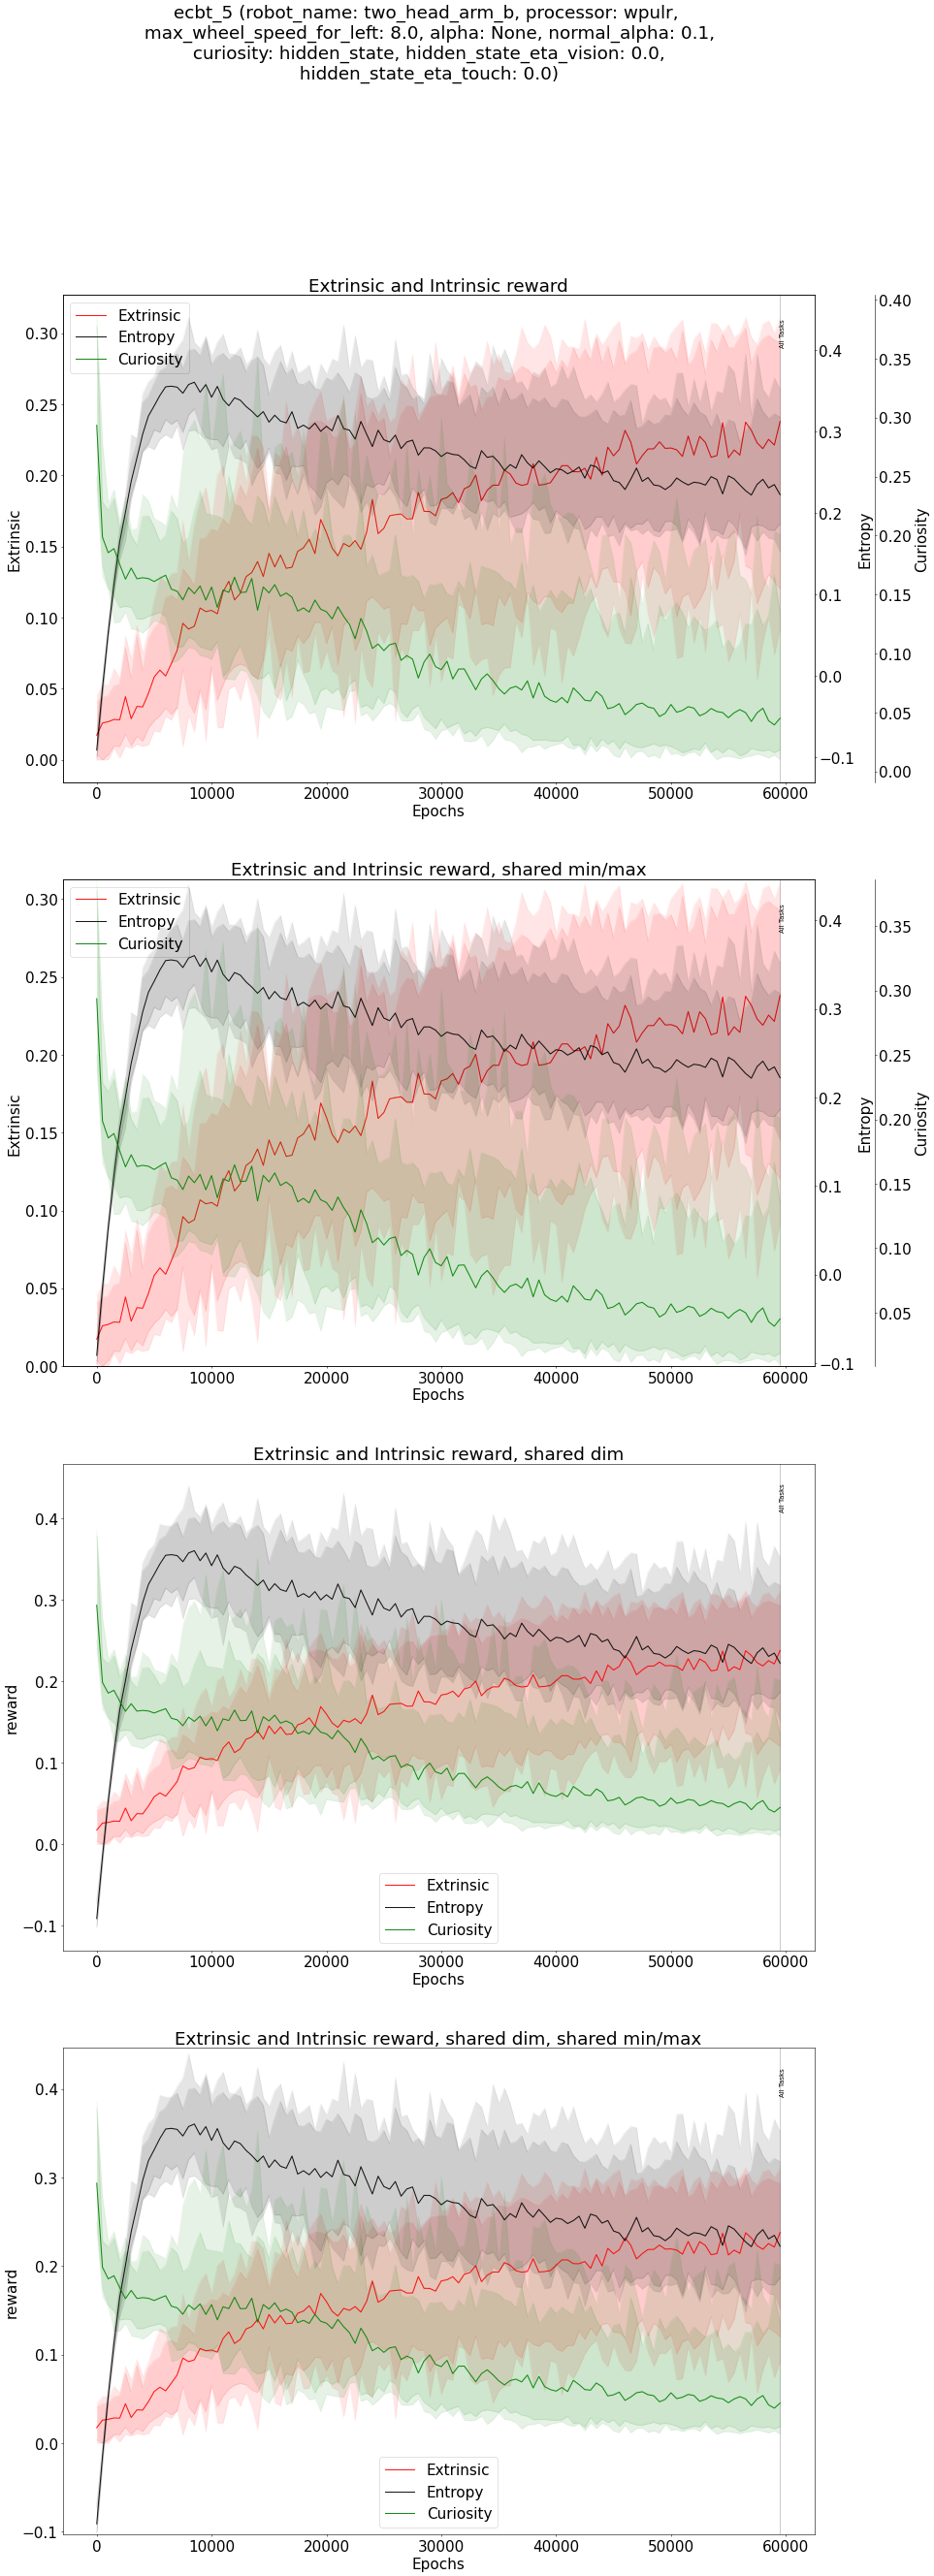 ecbt_5 (robot_name: two_head_arm_b, processor: wpulr,
max_wheel_speed_for_left: 8.0, alpha: None, normal_alpha: 0.1,
curiosity: hidden_state, hidden_state_eta_vision: 0.0,
hidden_state_eta_touch: 0.0)
Extrinsic and Intrinsic reward
Extrinsic
Entropy
Curiosity
All Tasks
0.30
0.25
0.20
0.15
0.10
0.05
0.00
Extrinsic
0.4
0.3
0.2
0.1
0.0
−0.1
Entropy
0.40
0.35
0.30
0.25
0.20
0.15
0.10
0.05
0.00
Curiosity
0 10000 20000 30000 40000 50000 60000
Epochs
Extrinsic and Intrinsic reward, shared min/max
Extrinsic
Entropy
Curiosity
All Tasks
0.30
0.25
0.20
0.15
0.10
0.05
0.00
Extrinsic
0.4
0.3
0.2
0.1
0.0
−0.1
Entropy
0.35
0.30
0.25
0.20
0.15
0.10
0.05
Curiosity
0 10000 20000 30000 40000 50000 60000
Epochs
Extrinsic and Intrinsic reward, shared dim
All Tasks
0.4
0.3
0.2
0.1
0.0
−0.1
reward
Extrinsic
Entropy
Curiosity
0 10000 20000 30000 40000 50000 60000
Epochs
Extrinsic and Intrinsic reward, shared dim, shared min/max
All Tasks
0.4
0.3
0.2
0.1
0.0
−0.1
reward
Extrinsic
Entropy
Curiosity
0 10000 20000 30000 40000 50000 60000
Epochs